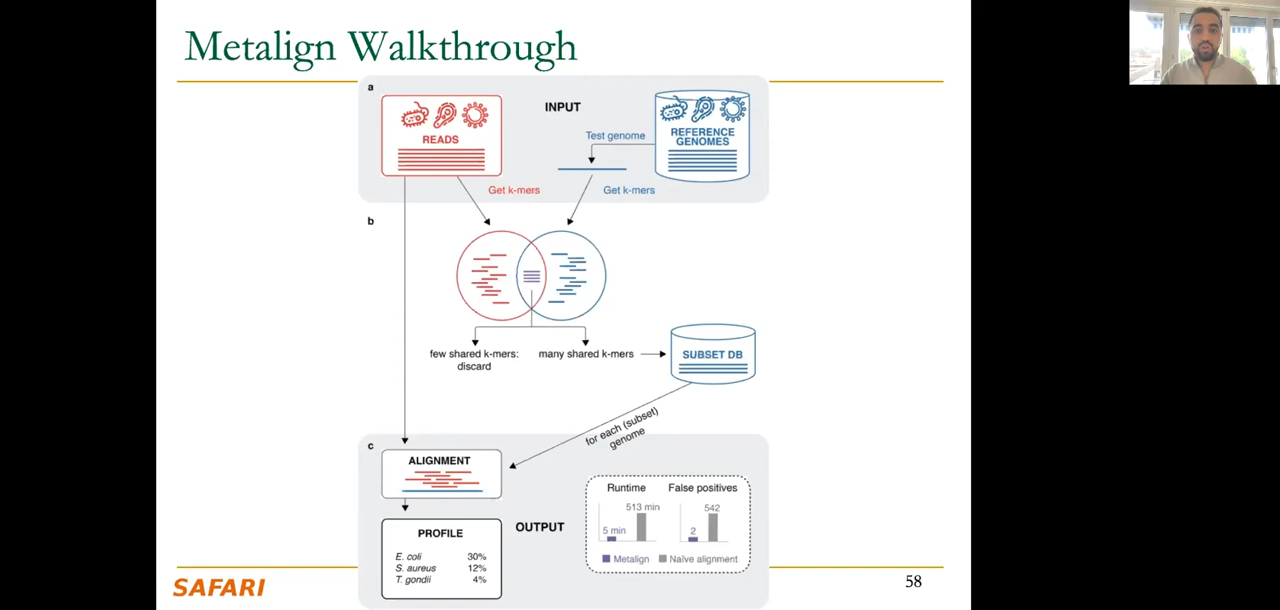 Metalign Walkthrough
a
READS
INPUT
Test genome
REFERENCE
GENOMES
Get k-mers
Get k-mers
b
few shared k-mers:
discard
many shared k-mers
SUBSET DB
for each (subset)
genome
c
ALIGNMENT
PROFILE
E. coli 30%
S. aureus 12%
T. gondii 4%
OUTPUT
Runtime
False positives
513 min
5 min
542
2
Metalign
Naïve alignment
SAFARI
58